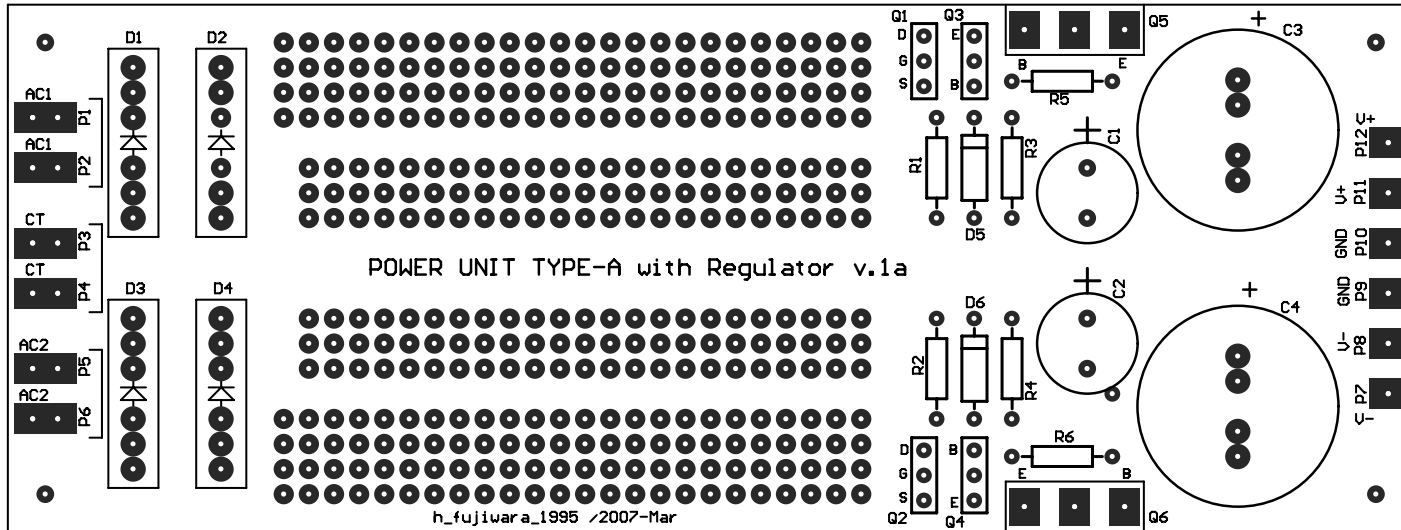 D1
D2
AC1
P1
AC1
P2
CT
P3
CT
P4
D3
D4
AC2
P5
AC2
P6
POWER UNIT TYPE-A with Regulator v.1a
h_fujiwara_1995 /2007-Mar
Q1
Q3
D
G
S
E
B
Q5
B
E
R5
R1
D5
R3
C1
+
C3
+
R2
D6
R4
C2
+
C4
+
D
G
S
Q2
B
E
Q4
R6
E
B
Q6
V+
P12
V+
P11
GND
P10
GND
P9
V-
P8
P7
V-